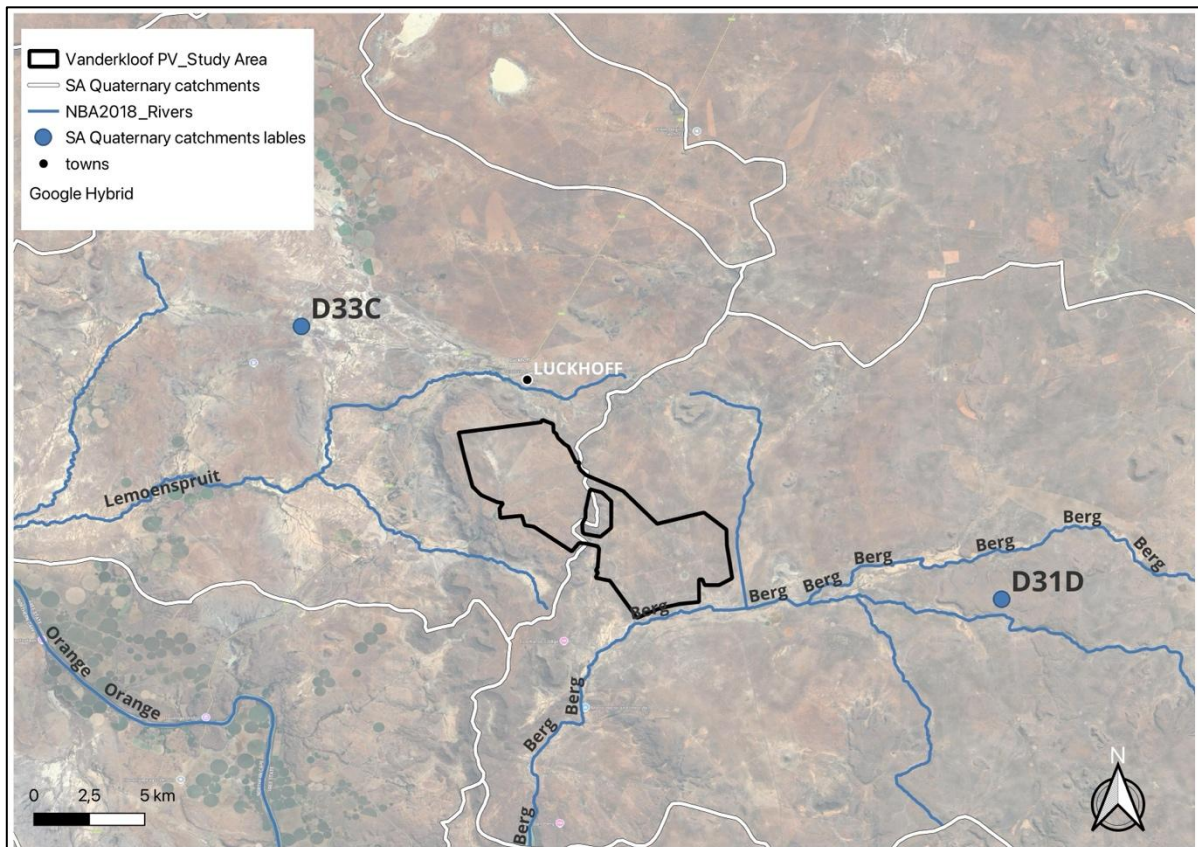 Vanderkloof PV_Study Area
SA Quaternary catchments
NBA2018_Rivers
SA Quaternary catchments lables
towns
Google Hybrid
D33C
LUCKHOFF
Lemoenspruit
Berg
Berg
Berg
D31D
Berg
Berg
Berg
Berg
Orange
Orange
Berg
Berg
Berg
N
0 2,5 5 km